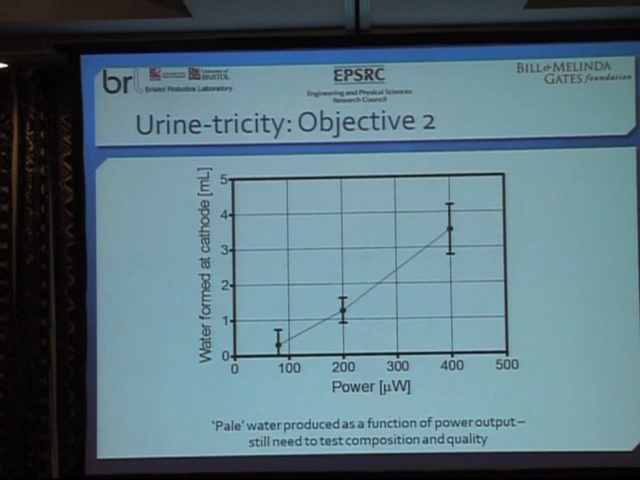 brl
University of
BRISTOL
Bristol Robotics Laboratory
EPSRC
Engineering and Physical Sciences
Research Council
BILL & MELINDA
GATES foundation
Urine-tricity: Objective 2
Water formed at cathode [mL]
5
4
3
2
1
0
0 100 200 300 400 500
Power [µW]
'Pale' water produced as a function of power output –
still need to test composition and quality